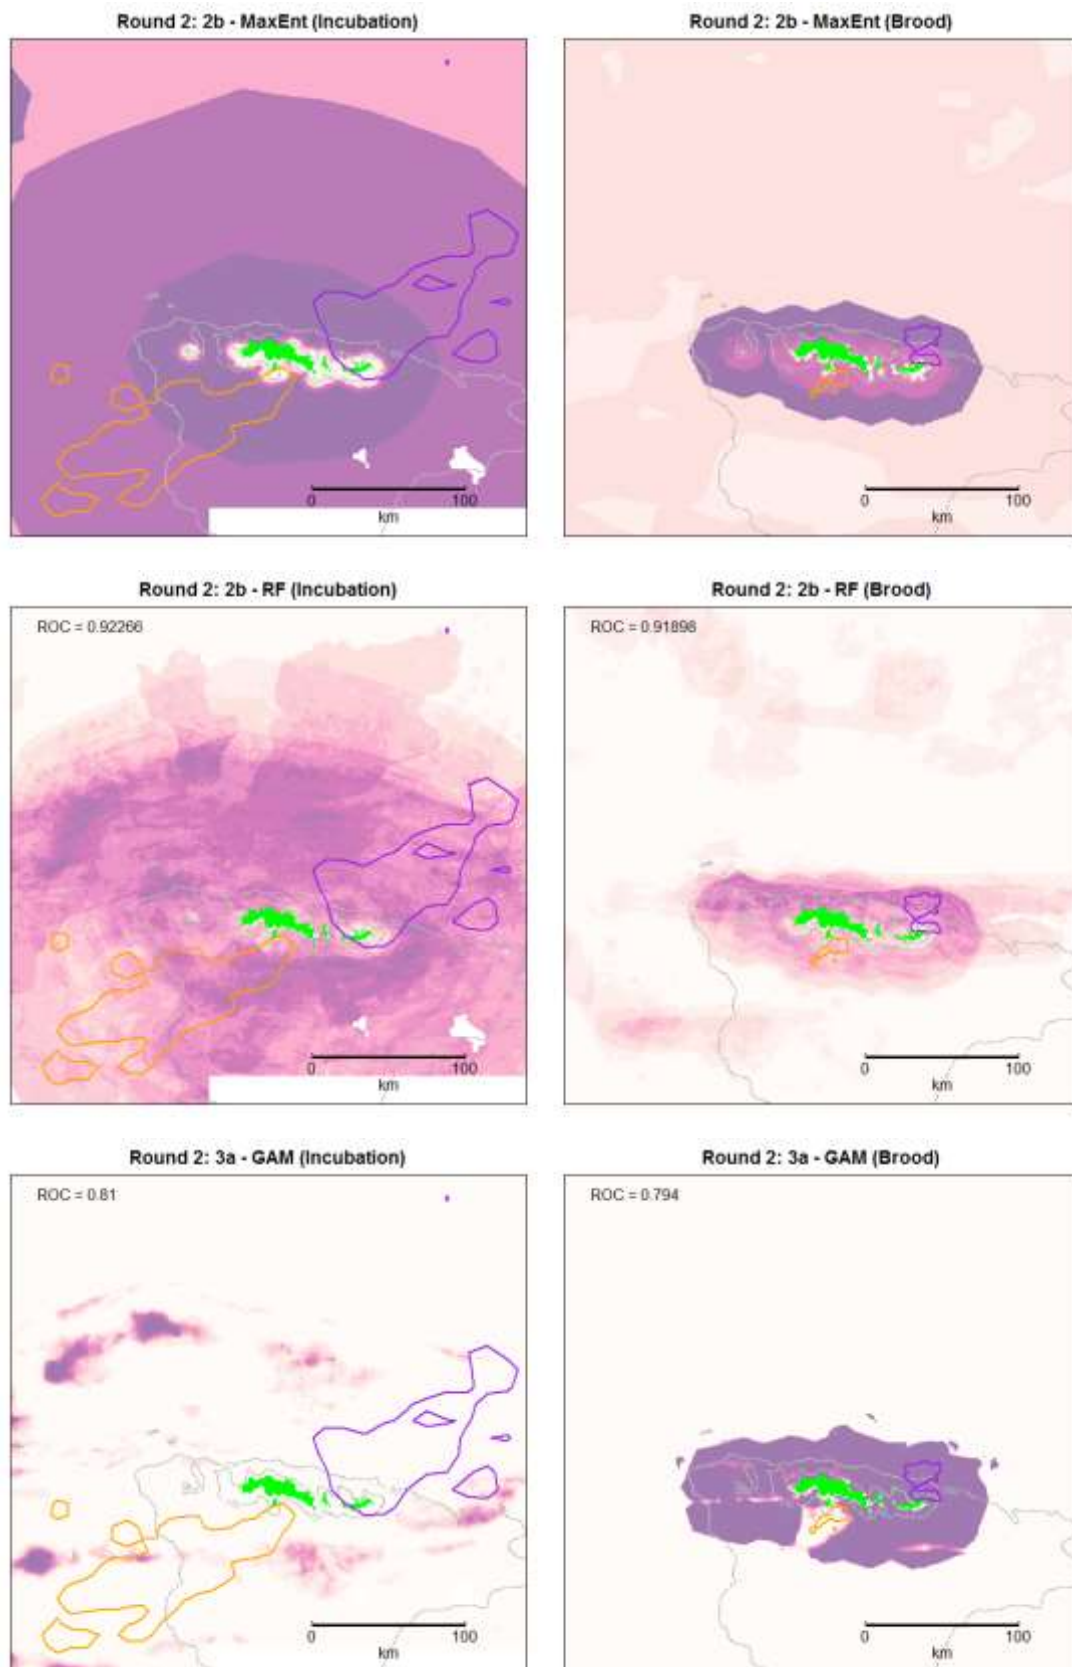 Round 2: 2b - MaxEnt (Incubation)
Round 2: 2b - MaxEnt (Brood)
0 100
km
0 100
km
Round 2: 2b - RF (Incubation)
Round 2: 2b - RF (Brood)
ROC = 0.92266
ROC = 0.91898
0 100
km
0 100
km
Round 2: 3a - GAM (Incubation)
Round 2: 3a - GAM (Brood)
ROC = 0.81
ROC = 0.794
0 100
km
0 100
km